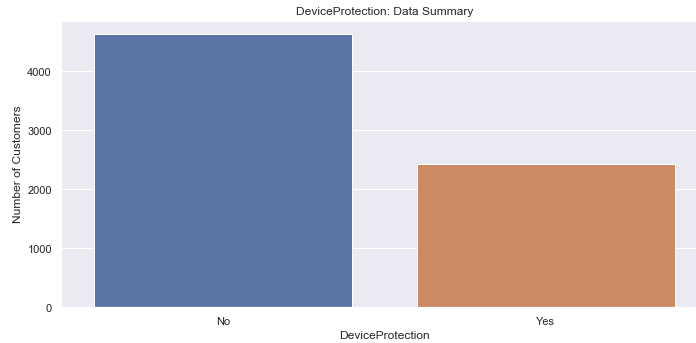 DeviceProtection: Data Summary
Number of Customers
4000
3000
2000
1000
0
No
Yes
DeviceProtection